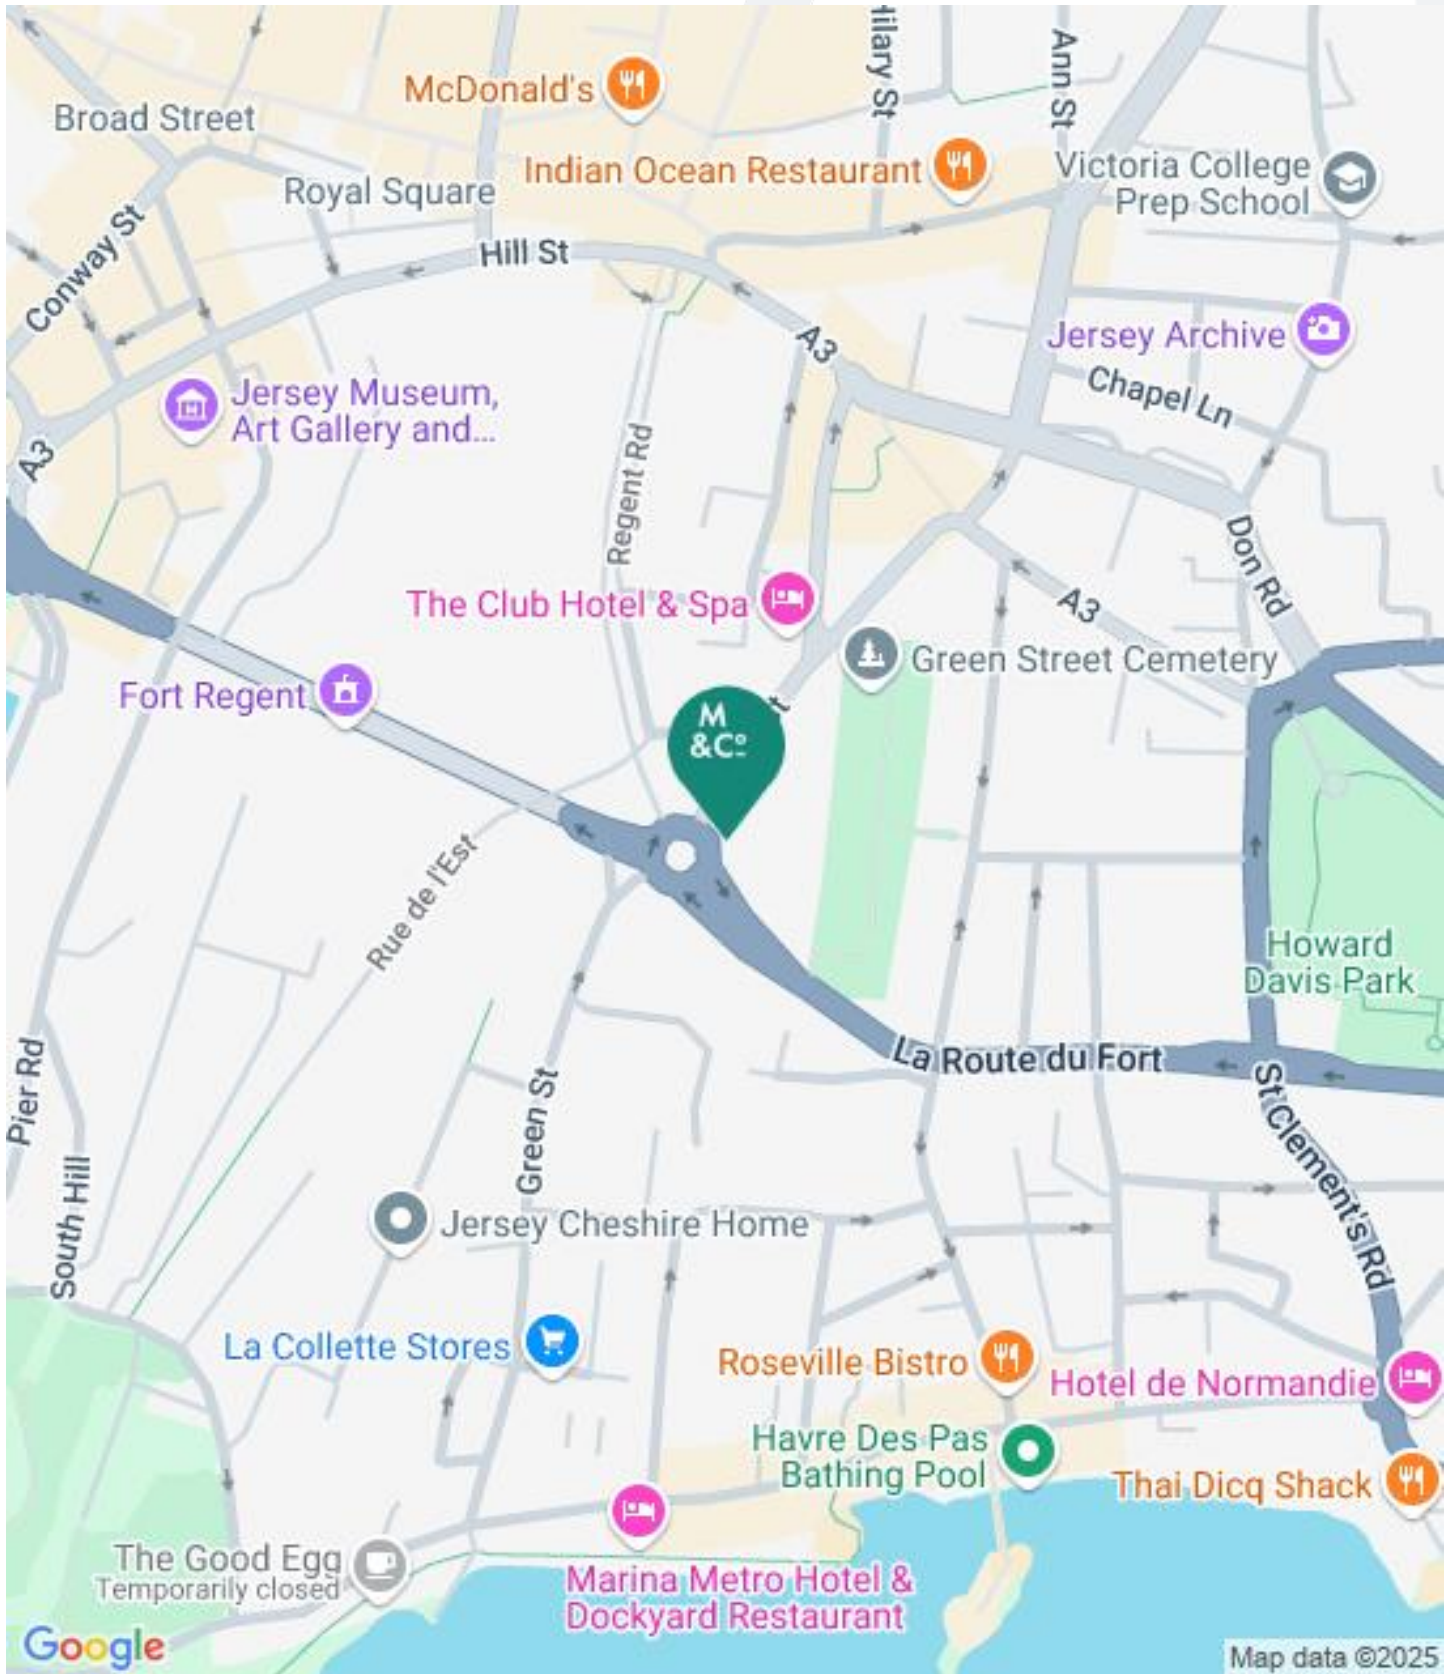 Hilary St
Ann St
McDonald's
Broad Street
Indian Ocean Restaurant
Victoria College
Prep School
Royal Square
Conway St
Hill St
A3
Jersey Archive
Chapel Ln
Jersey Museum,
Art Gallery and...
A3
Regent Rd
Don Rd
The Club Hotel & Spa
A3
Green Street Cemetery
Fort Regent
M
&Co
Rue de l'Est
Howard
Davis Park
La Route du Fort
Pier Rd
Green St
St Clement's Rd
South Hill
Jersey Cheshire Home
La Collette Stores
Roseville Bistro
Hotel de Normandie
Havre Des Pas
Bathing Pool
Thai Dicq Shack
The Good Egg
Temporarily closed
Marina Metro Hotel &
Dockyard Restaurant
Google
Map data ©2025